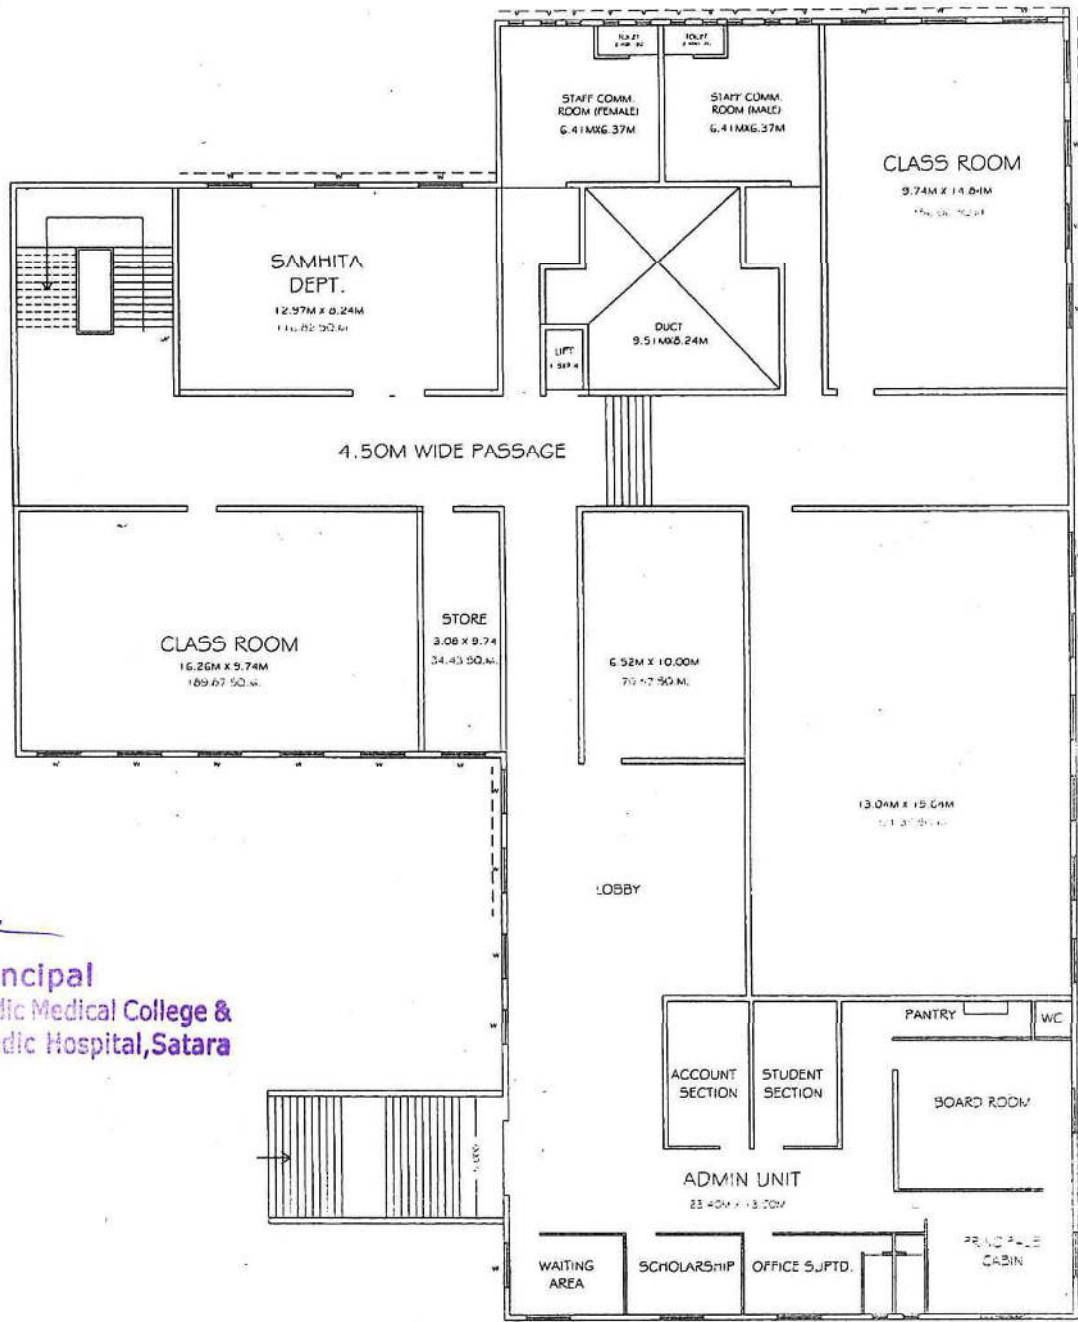 STAFF COMM.
ROOM (FEMALE)
6.41MX6.37M
STAFF COMM.
ROOM (MALE)
6.41MX6.37M
CLASS ROOM
9.74M X 14.84M
SAMHITA
DEPT.
12.97M X 8.24M
116.82 SQ.M.
DUCT
9.51MX8.24M
LIFT
4.50M WIDE PASSAGE
CLASS ROOM
16.26M X 9.74M
189.67 SQ.M.
STORE
3.08 X 9.74
34.43 SQ.M.
6.52M X 10.00M
SQ.M.
13.04M X
LOBBY
ncipal
dic Medical College &
dic Hospital,Satara
PANTRY
WC
ACCOUNT
SECTION
STUDENT
SECTION
BOARD ROOM
ADMIN UNIT
WAITING
AREA
SCHOLARSHIP
OFFICE SUPTD.
CABIN